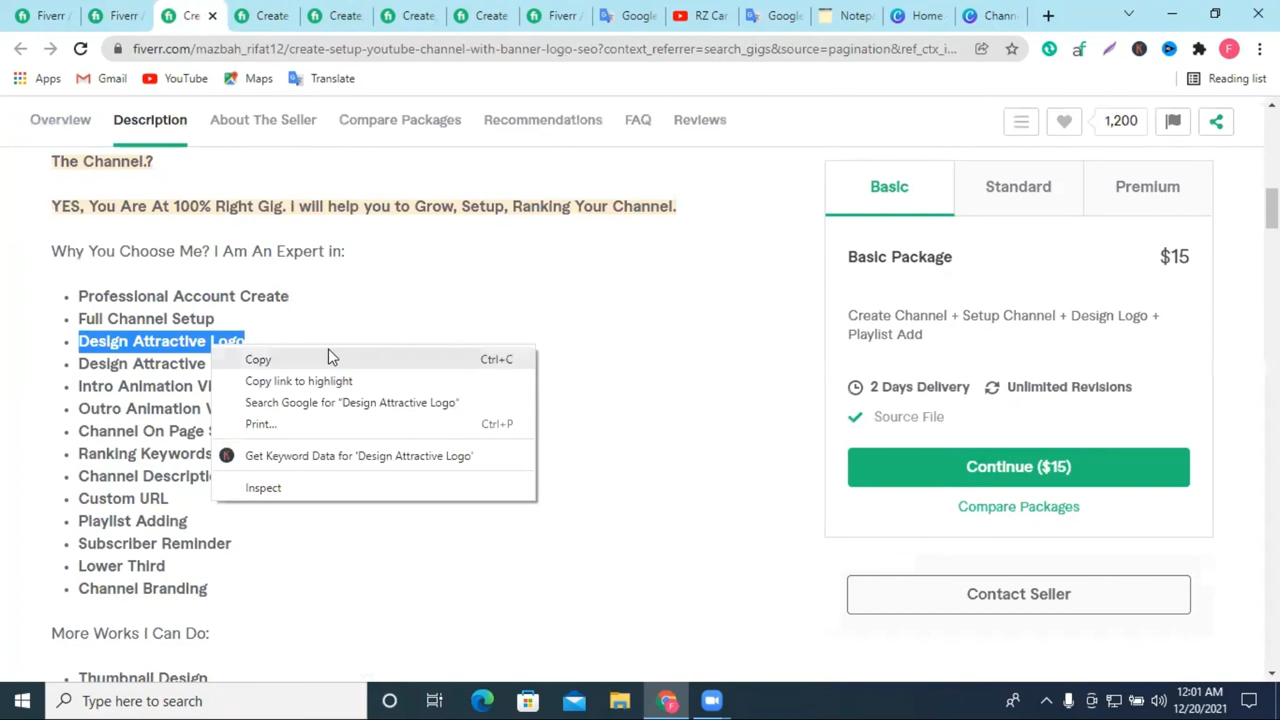 Fiverr /
Fiverr /
Cre
Create
Create
Create
Create
Fiverr /
Google
RZ Car
Google
Notep
Home -
Chann
fiverr.com/mazbah_rifat12/create-setup-youtube-channel-with-banner-logo-seo?context_referrer=search_gigs&source=pagination&ref_ctx_i...
F
Apps
Gmail
YouTube
Maps
Translate
Reading list
Overview
Description
About The Seller
Compare Packages
Recommendations
FAQ
Reviews
1,200
The Channel.?
YES, You Are At 100% Right Gig. I will help you to Grow, Setup, Ranking Your Channel.
Why You Choose Me? I Am An Expert in:
• Professional Account Create
• Full Channel Setup
• Design Attractive Logo
• Design Attractive
• Intro Animation VI
• Outro Animation V
• Channel On Page S
• Ranking Keywords
• Channel Descripti
• Custom URL
• Playlist Adding
• Subscriber Reminder
• Lower Third
• Channel Branding
More Works I Can Do:
• Thumbnail Design
Copy Ctrl+C
Copy link to highlight
Search Google for "Design Attractive Logo"
Print... Ctrl+P
K Get Keyword Data for 'Design Attractive Logo'
Inspect
Basic
Standard
Premium
Basic Package $15
Create Channel + Setup Channel + Design Logo +
Playlist Add
2 Days Delivery
Unlimited Revisions
Source File
Continue ($15)
Compare Packages
Contact Seller
Type here to search
12:01 AM
12/20/2021